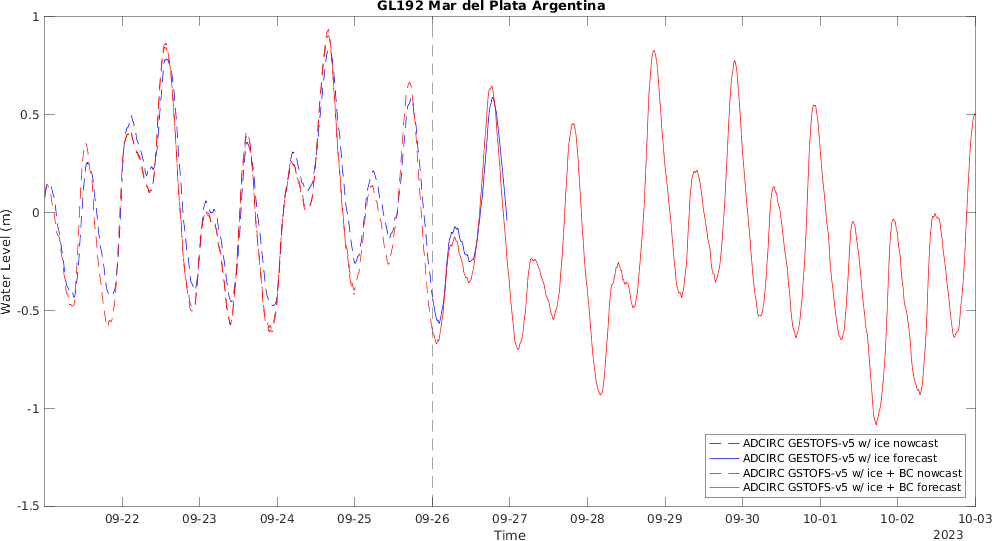 GL192 Mar del Plata Argentina
1
0.5
0
-0.5
-1
-1.5
Water Level (m)
09-22 09-23 09-24 09-25 09-26 09-27 09-28 09-29 09-30 10-01 10-02 10-03
Time
2023
ADCIRC GESTOFS-v5 w/ ice nowcast
ADCIRC GESTOFS-v5 w/ ice forecast
ADCIRC GSTOFS-v5 w/ ice + BC nowcast
ADCIRC GSTOFS-v5 w/ ice + BC forecast